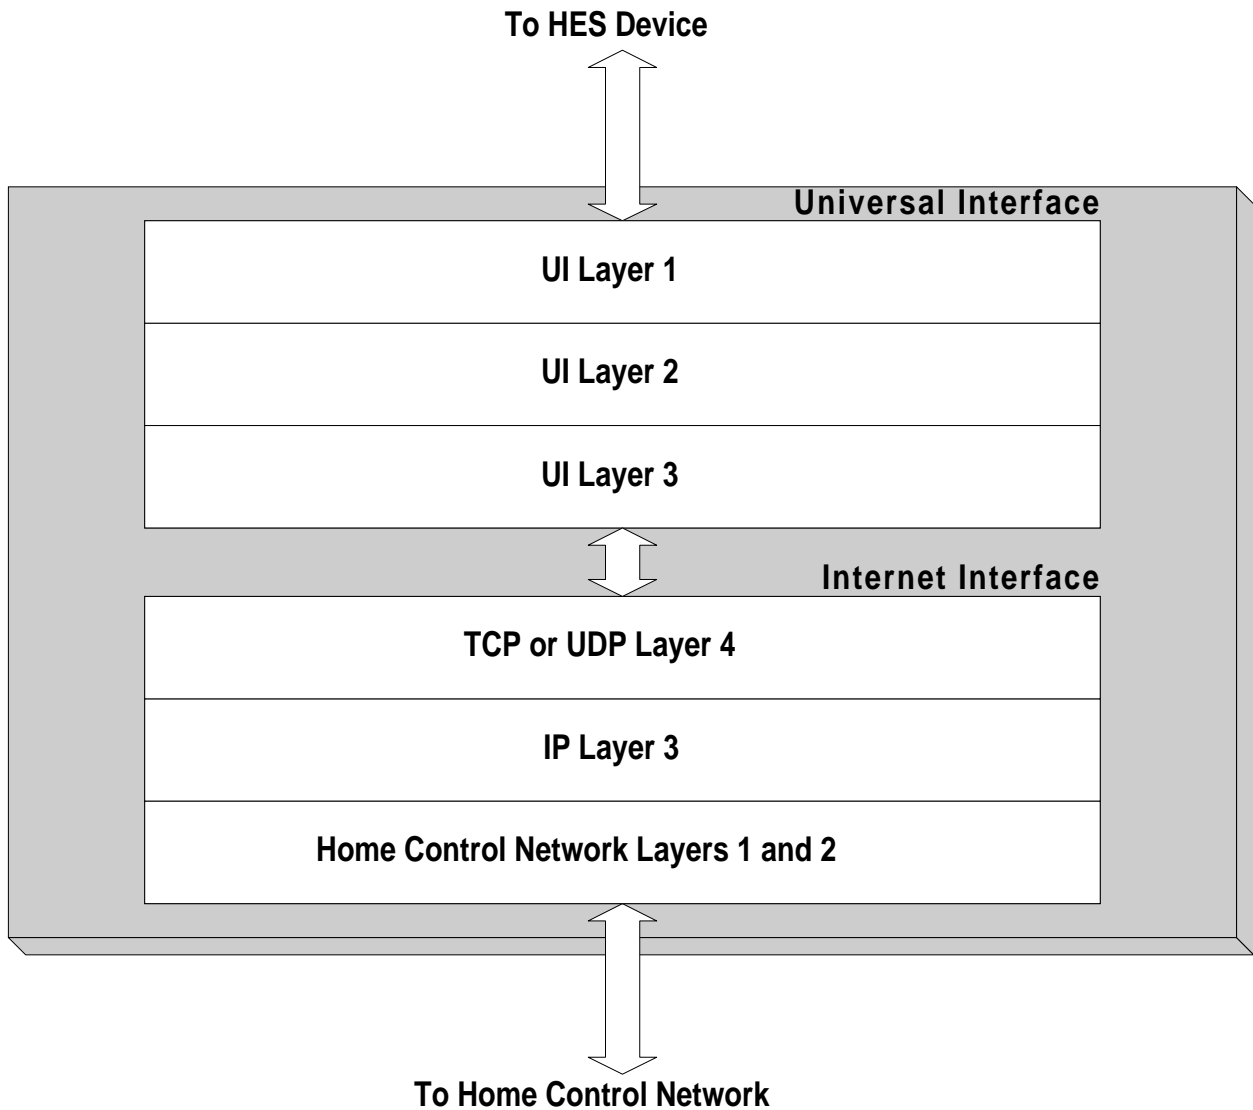 To HES Device
Universal Interface
UI Layer 1
UI Layer 2
UI Layer 3
Internet Interface
TCP or UDP Layer 4
IP Layer 3
Home Control Network Layers 1 and 2
To Home Control Network